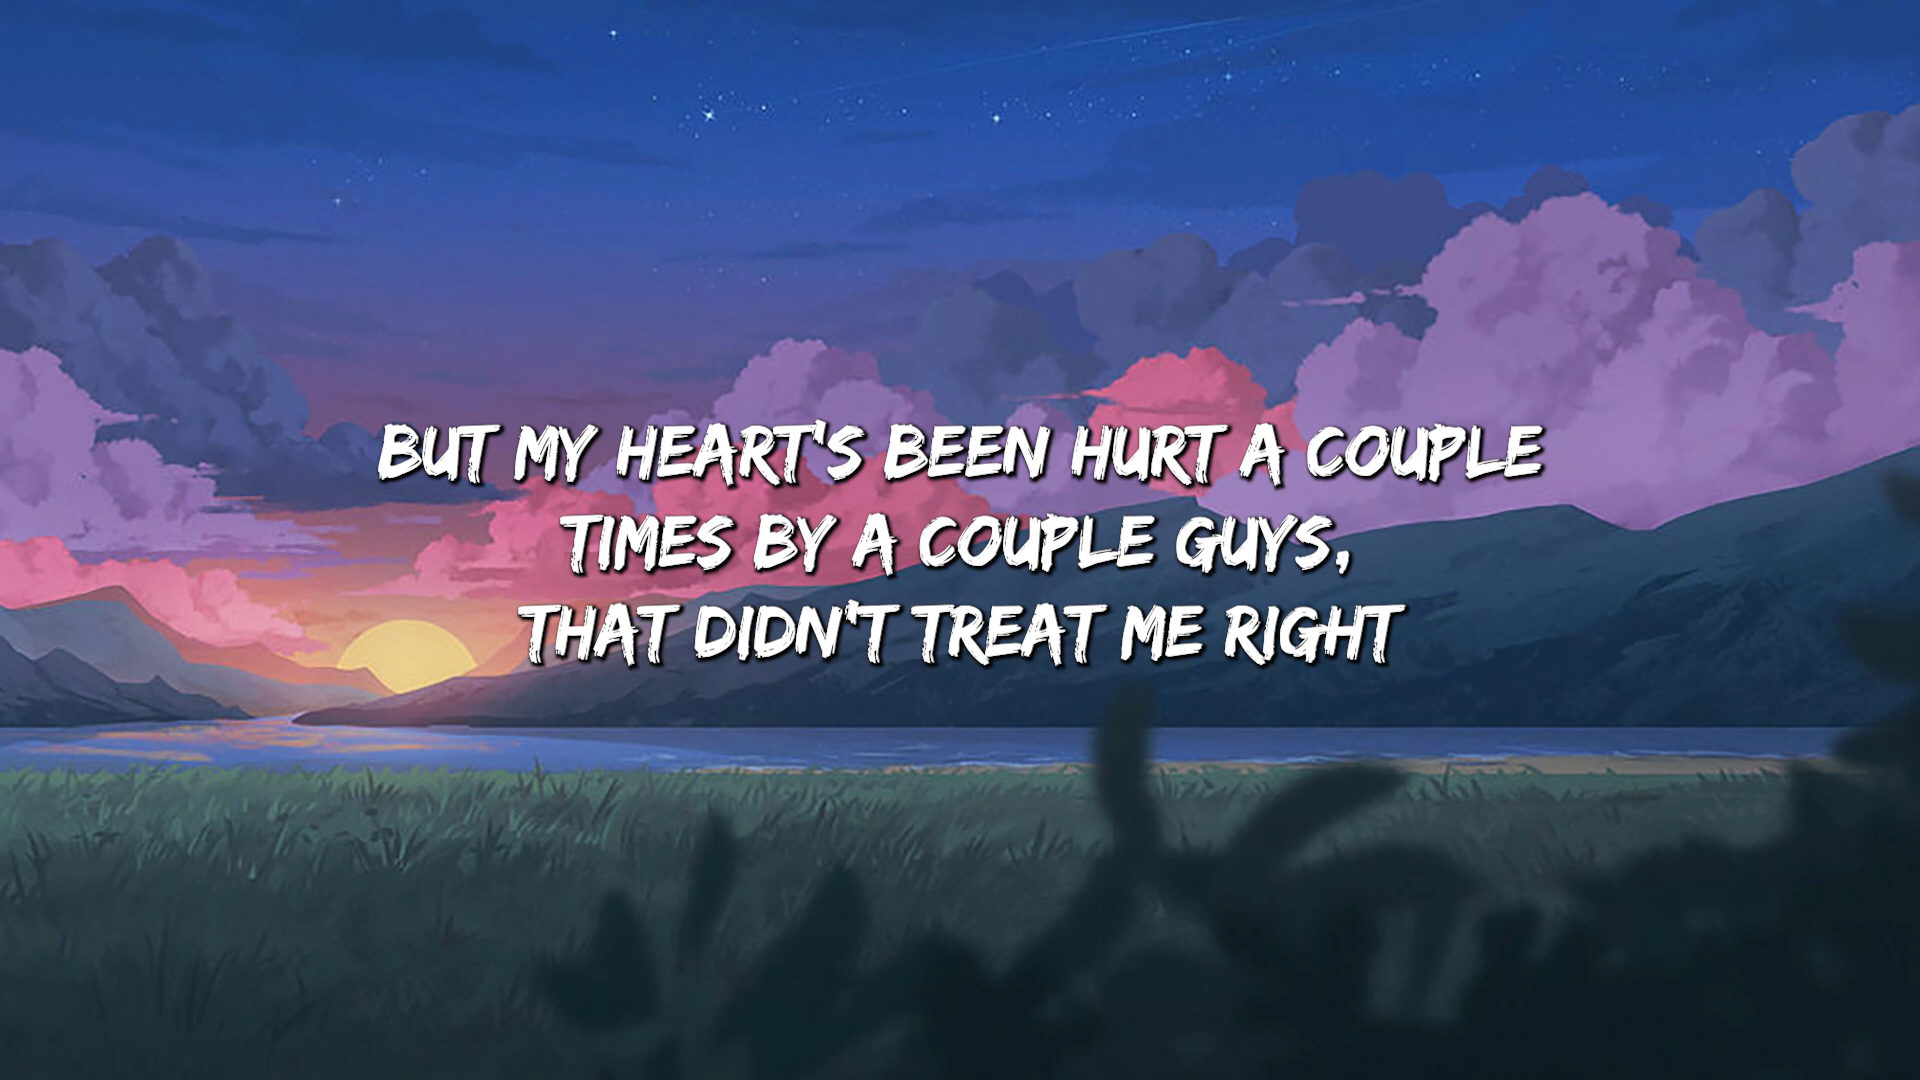 BUT MY HEART'S BEEN HURT A COUPLE
TIMES BY A COUPLE GUYS,
THAT DIDN'T TREAT ME RIGHT